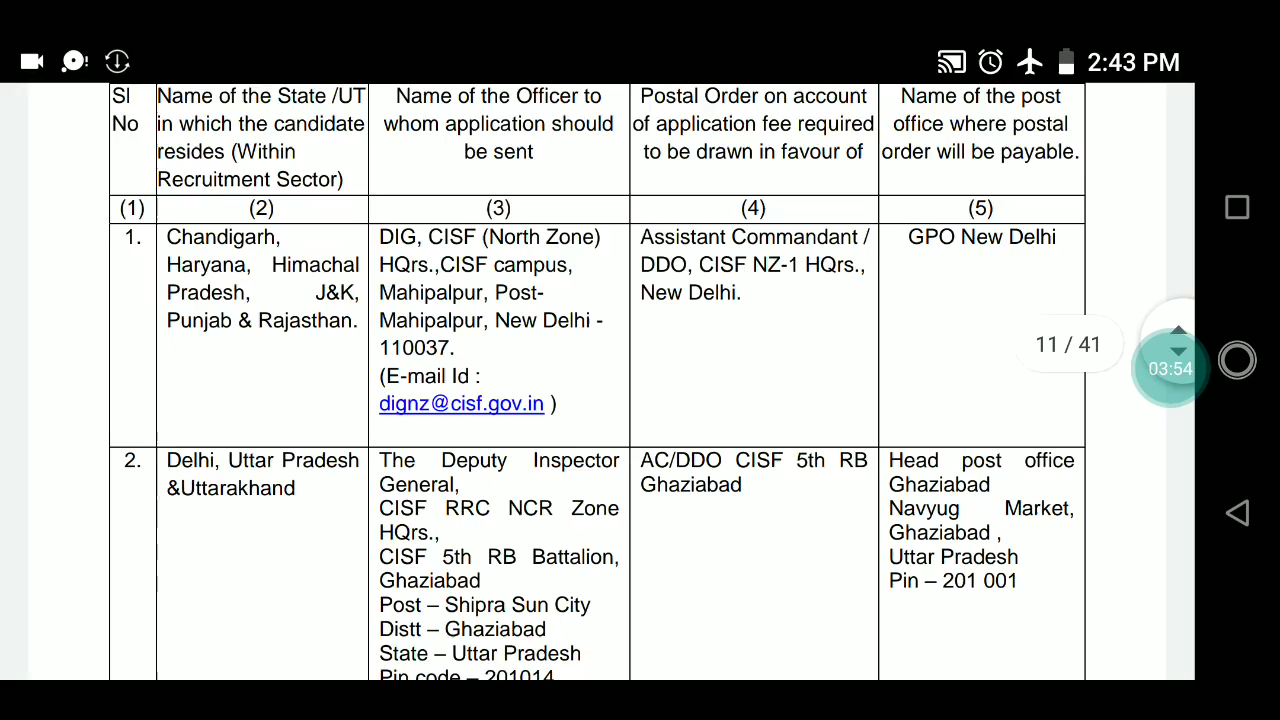 2:43 PM
Sl No
Name of the State /UT in which the candidate resides (Within Recruitment Sector)
Name of the Officer to whom application should be sent
Postal Order on account of application fee required to be drawn in favour of
Name of the post office where postal order will be payable.
(1)
(2)
(3)
(4)
(5)
1.
Chandigarh,
Haryana, Himachal
Pradesh, J&K,
Punjab & Rajasthan.
DIG, CISF (North Zone)
HQrs.,CISF campus,
Mahipalpur, Post-
Mahipalpur, New Delhi -
110037.
(E-mail Id :
dignz@cisf.gov.in )
Assistant Commandant /
DDO, CISF NZ-1 HQrs.,
New Delhi.
GPO New Delhi
11 / 41
03:54
2.
Delhi, Uttar Pradesh
&Uttarakhand
The Deputy Inspector
General,
CISF RRC NCR Zone
HQrs.,
CISF 5th RB Battalion,
Ghaziabad
Post – Shipra Sun City
Distt – Ghaziabad
State – Uttar Pradesh
Pin code – 201014
AC/DDO CISF 5th RB
Ghaziabad
Head post office
Ghaziabad
Navyug Market,
Ghaziabad ,
Uttar Pradesh
Pin – 201 001